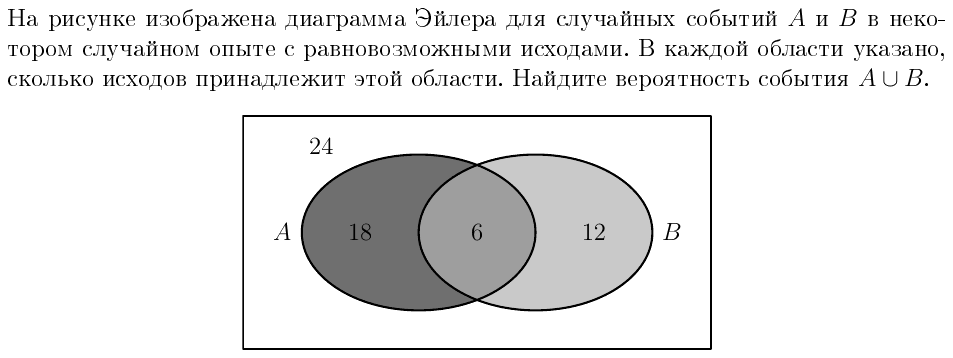 На рисунке изображена диаграмма Эйлера для случайных событий A и B в неко-
тором случайном опыте с равновозможными исходами. В каждой области указано,
сколько исходов принадлежит этой области. Найдите вероятность события A ∪ B.
24
A 18 6 12 B